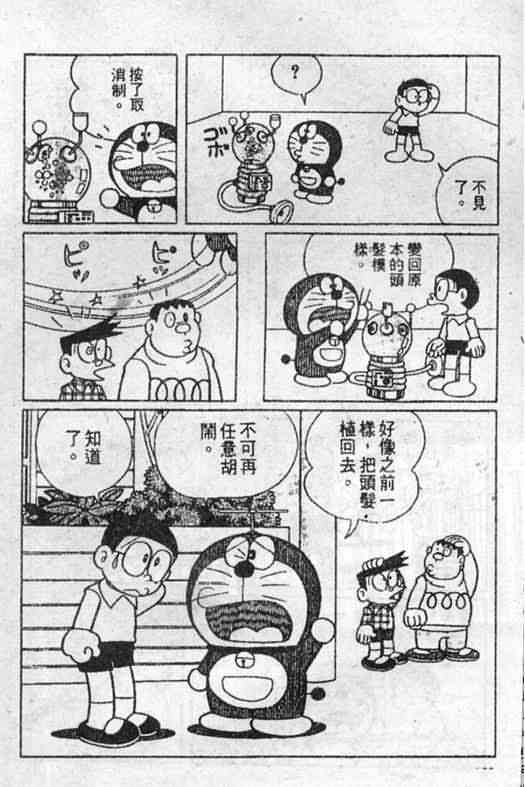 不見
了。
？
ゴボ
按了取
消制。
變回原
本的頭
髮模
樣。
ピッ
ピッ
好像之前一
樣，把頭髮
植回去。
不可再
任意胡
鬧。
知道
了。